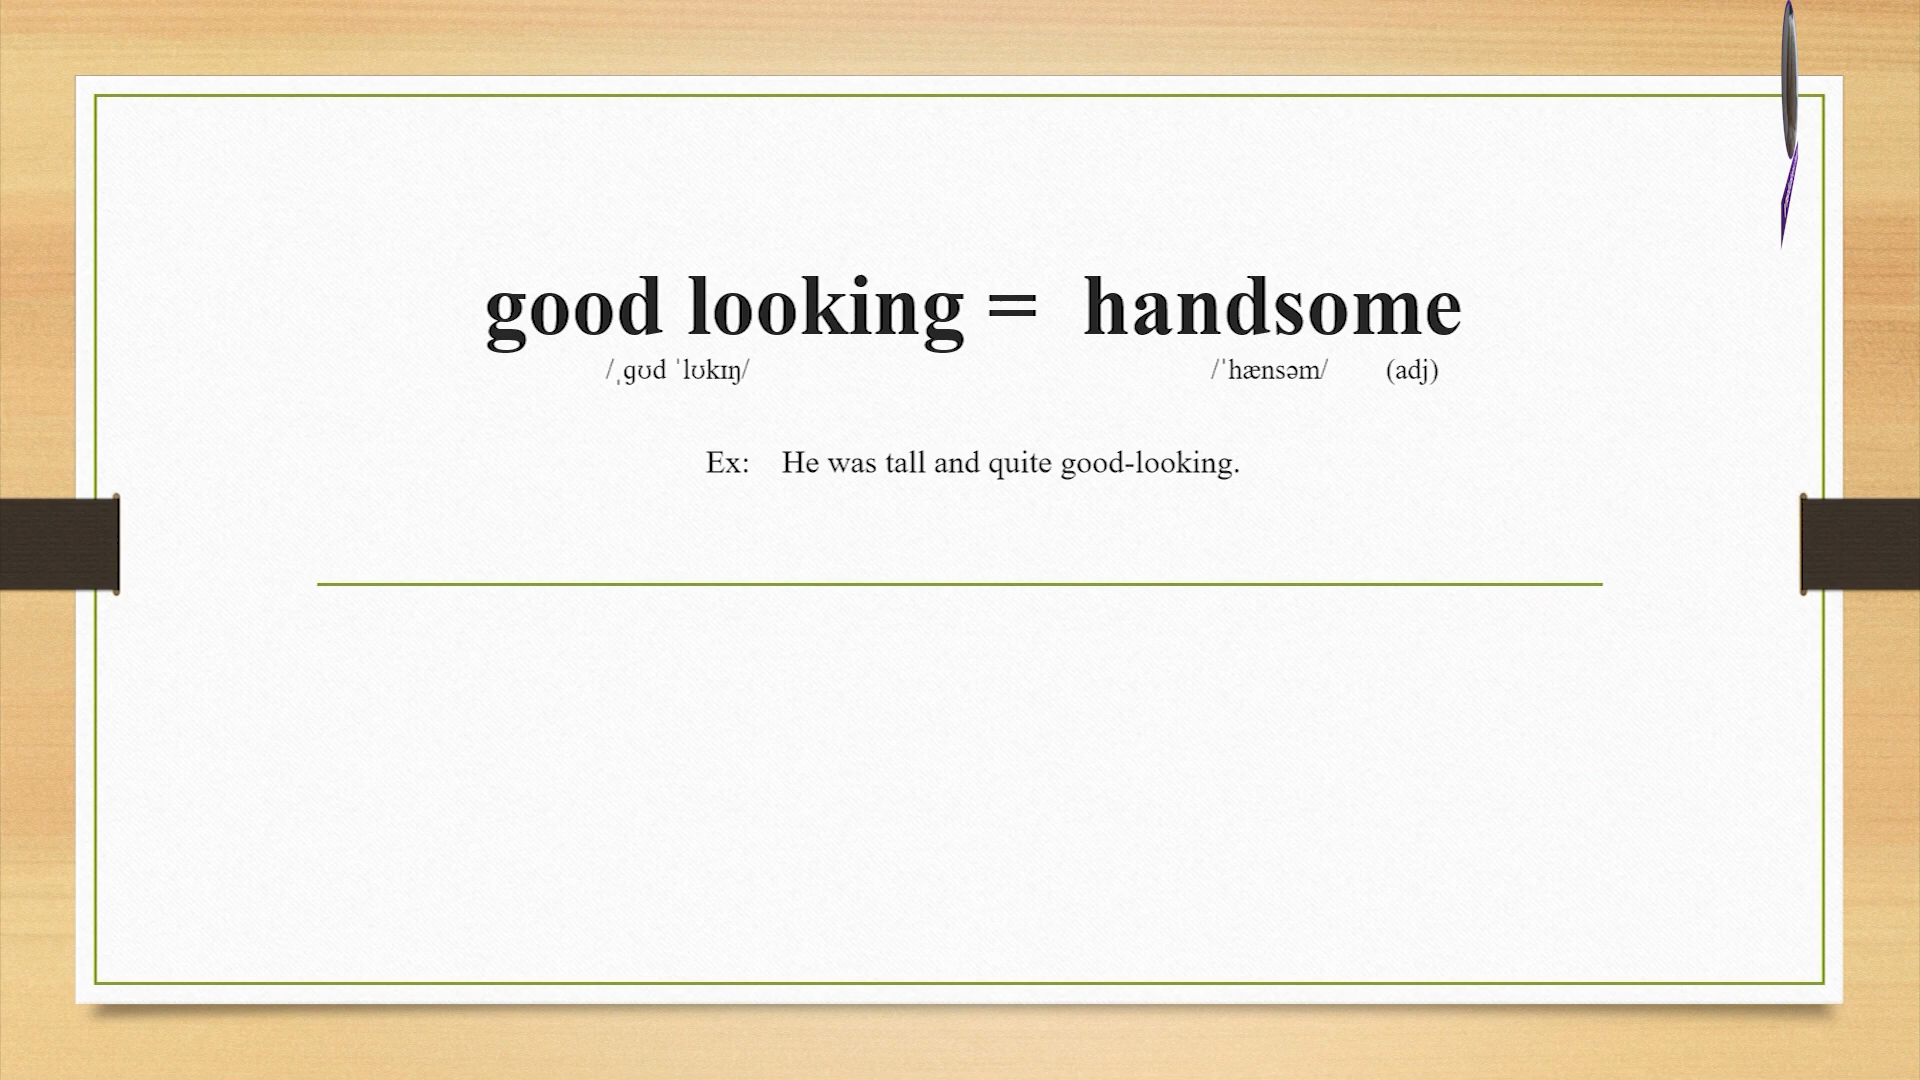 good looking = handsome
/ˌɡʊd ˈlʊkɪŋ/ /ˈhænsəm/ (adj)
Ex: He was tall and quite good-looking.